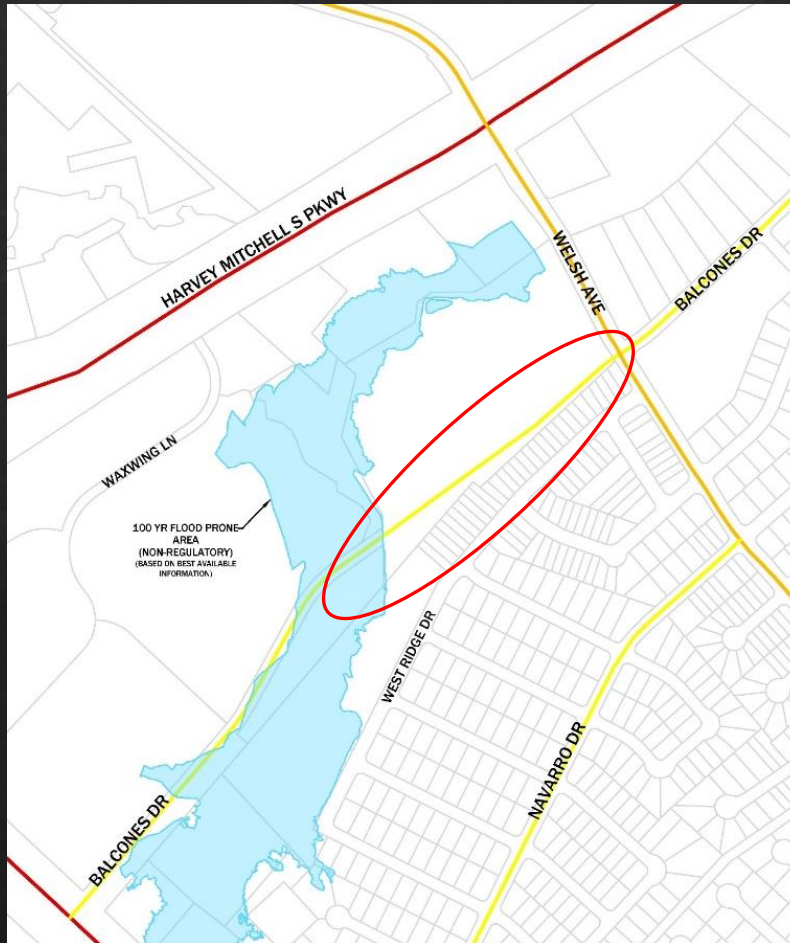 HARVEY MITCHELL S PKWY
WELSH AVE
BALCONES DR
WAXWING LN
100 YR FLOOD PRONE
AREA
(NON-REGULATORY)
(BASED ON BEST AVAILABLE
INFORMATION)
WEST RIDGE DR
NAVARRO DR
BALCONES DR